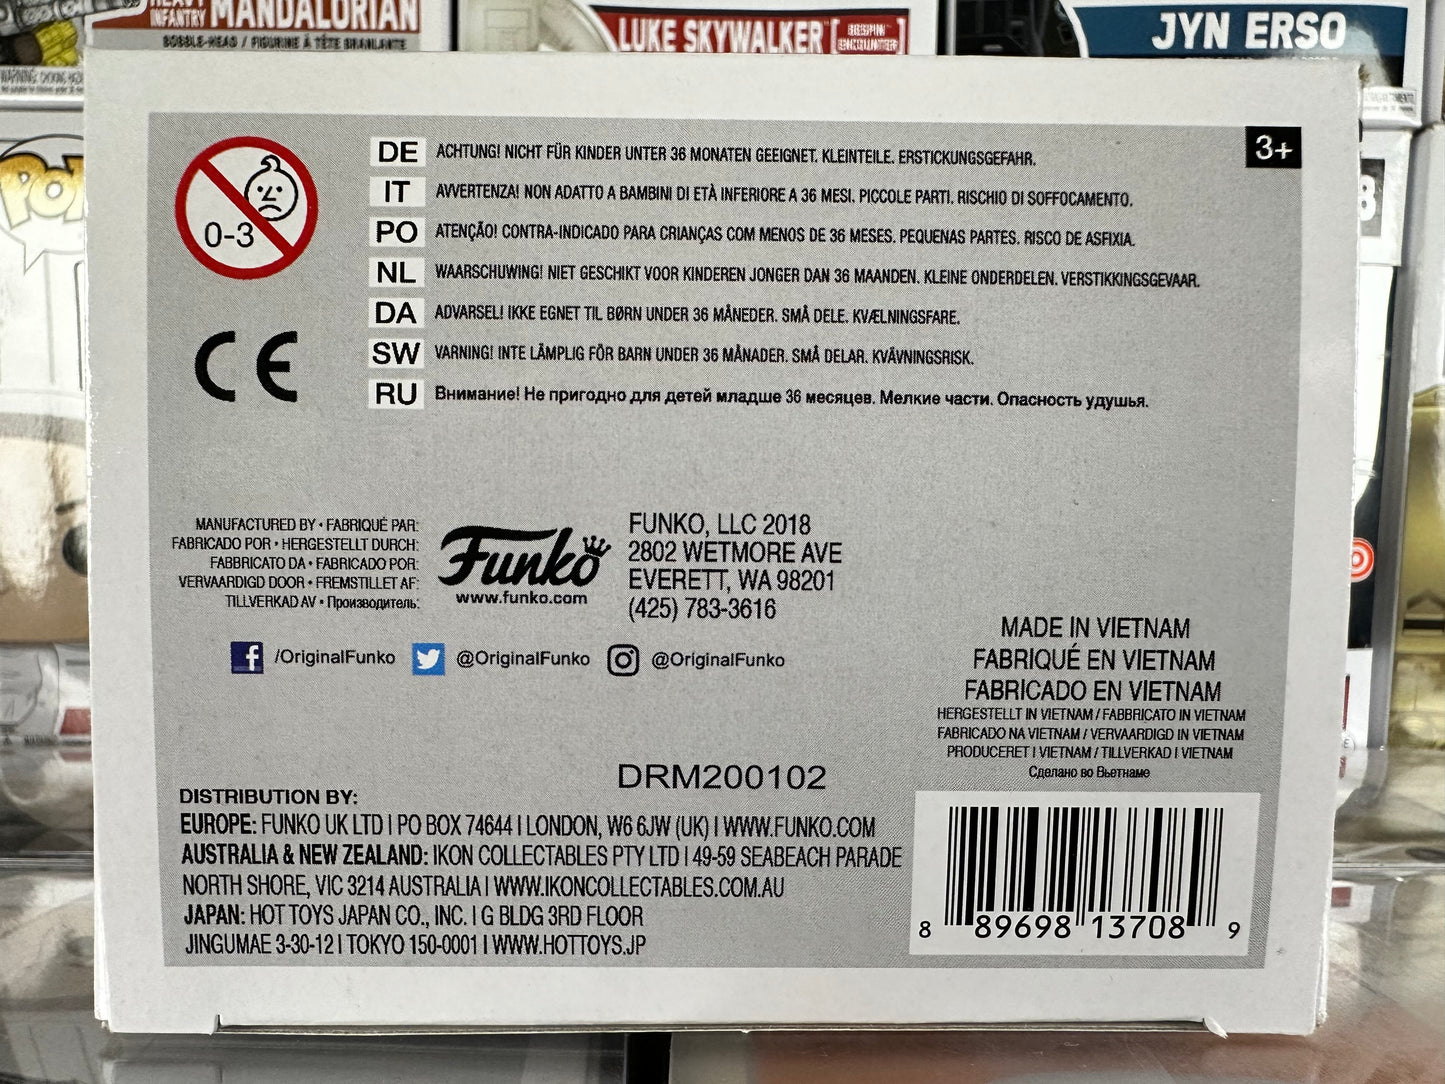 HEAVY
INFANTRY MANDALORIAN
BOBBLE-HEAD / FIGURINE À TÊTE BRANLANTE
LUKE SKYWALKER [BESPIN ENCOUNTER]
JYN ERSO
POP
0-3
3+
DE ACHTUNG! NICHT FÜR KINDER UNTER 36 MONATEN GEEIGNET. KLEINTEILE. ERSTICKUNGSGEFAHR.
IT AVVERTENZA! NON ADATTO A BAMBINI DI ETÀ INFERIORE A 36 MESI. PICCOLE PARTI. RISCHIO DI SOFFOCAMENTO.
PO ATENÇÃO! CONTRA-INDICADO PARA CRIANÇAS COM MENOS DE 36 MESES. PEQUENAS PARTES. RISCO DE ASFIXIA.
NL WAARSCHUWING! NIET GESCHIKT VOOR KINDEREN JONGER DAN 36 MAANDEN. KLEINE ONDERDELEN. VERSTIKKINGSGEVAAR.
DA ADVARSEL! IKKE EGNET TIL BØRN UNDER 36 MÅNEDER. SMÅ DELE. KVÆLNINGSFARE.
SW VARNING! INTE LÄMPLIG FÖR BARN UNDER 36 MÅNADER. SMÅ DELAR. KVÄVNINGSRISK.
RU Внимание! Не пригодно для детей младше 36 месяцев. Мелкие части. Опасность удушья.
CE
MANUFACTURED BY • FABRIQUÉ PAR:
FABRICADO POR • HERGESTELLT DURCH:
FABBRICATO DA • FABRICADO POR:
VERVAARDIGD DOOR • FREMSTILLET AF:
TILLVERKAD AV • Производитель:
Funko
www.funko.com
FUNKO, LLC 2018
2802 WETMORE AVE
EVERETT, WA 98201
(425) 783-3616
/OriginalFunko @OriginalFunko @OriginalFunko
MADE IN VIETNAM
FABRIQUÉ EN VIETNAM
FABRICADO EN VIETNAM
HERGESTELLT IN VIETNAM / FABBRICATO IN VIETNAM
FABRICADO NA VIETNAM / VERVAARDIGD IN VIETNAM
PRODUCERET I VIETNAM / TILLVERKAD I VIETNAM
Сделано во Вьетнаме
DRM200102
DISTRIBUTION BY:
EUROPE: FUNKO UK LTD | PO BOX 74644 | LONDON, W6 6JW (UK) | WWW.FUNKO.COM
AUSTRALIA & NEW ZEALAND: IKON COLLECTABLES PTY LTD | 49-59 SEABEACH PARADE
NORTH SHORE, VIC 3214 AUSTRALIA | WWW.IKONCOLLECTABLES.COM.AU
JAPAN: HOT TOYS JAPAN CO., INC. | G BLDG 3RD FLOOR
JINGUMAE 3-30-12 | TOKYO 150-0001 | WWW.HOTTOYS.JP
8 89698 13708 9